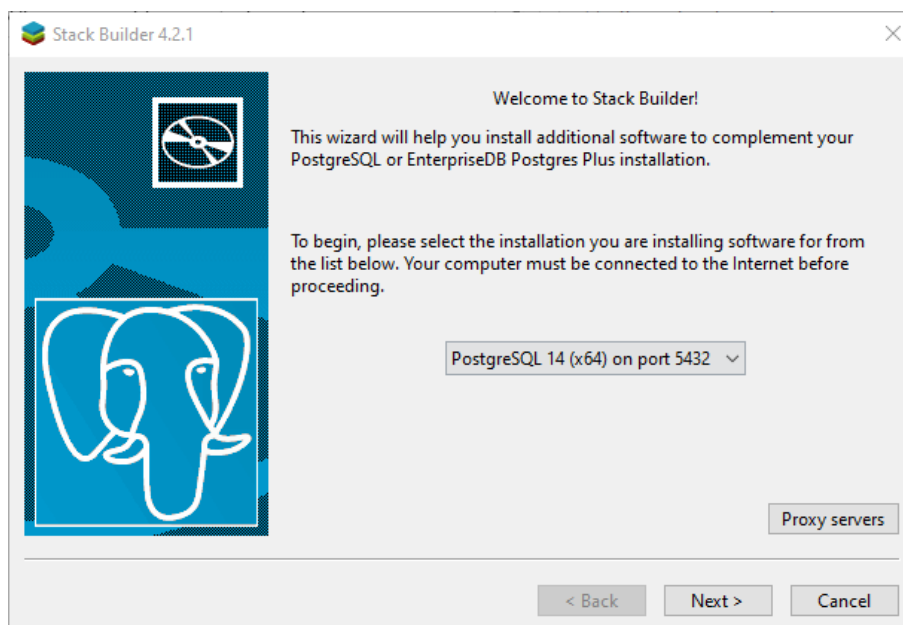 Stack Builder 4.2.1
Welcome to Stack Builder!
This wizard will help you install additional software to complement your
PostgreSQL or EnterpriseDB Postgres Plus installation.
To begin, please select the installation you are installing software for from
the list below. Your computer must be connected to the Internet before
proceeding.
PostgreSQL 14 (x64) on port 5432
Proxy servers
< Back
Next >
Cancel